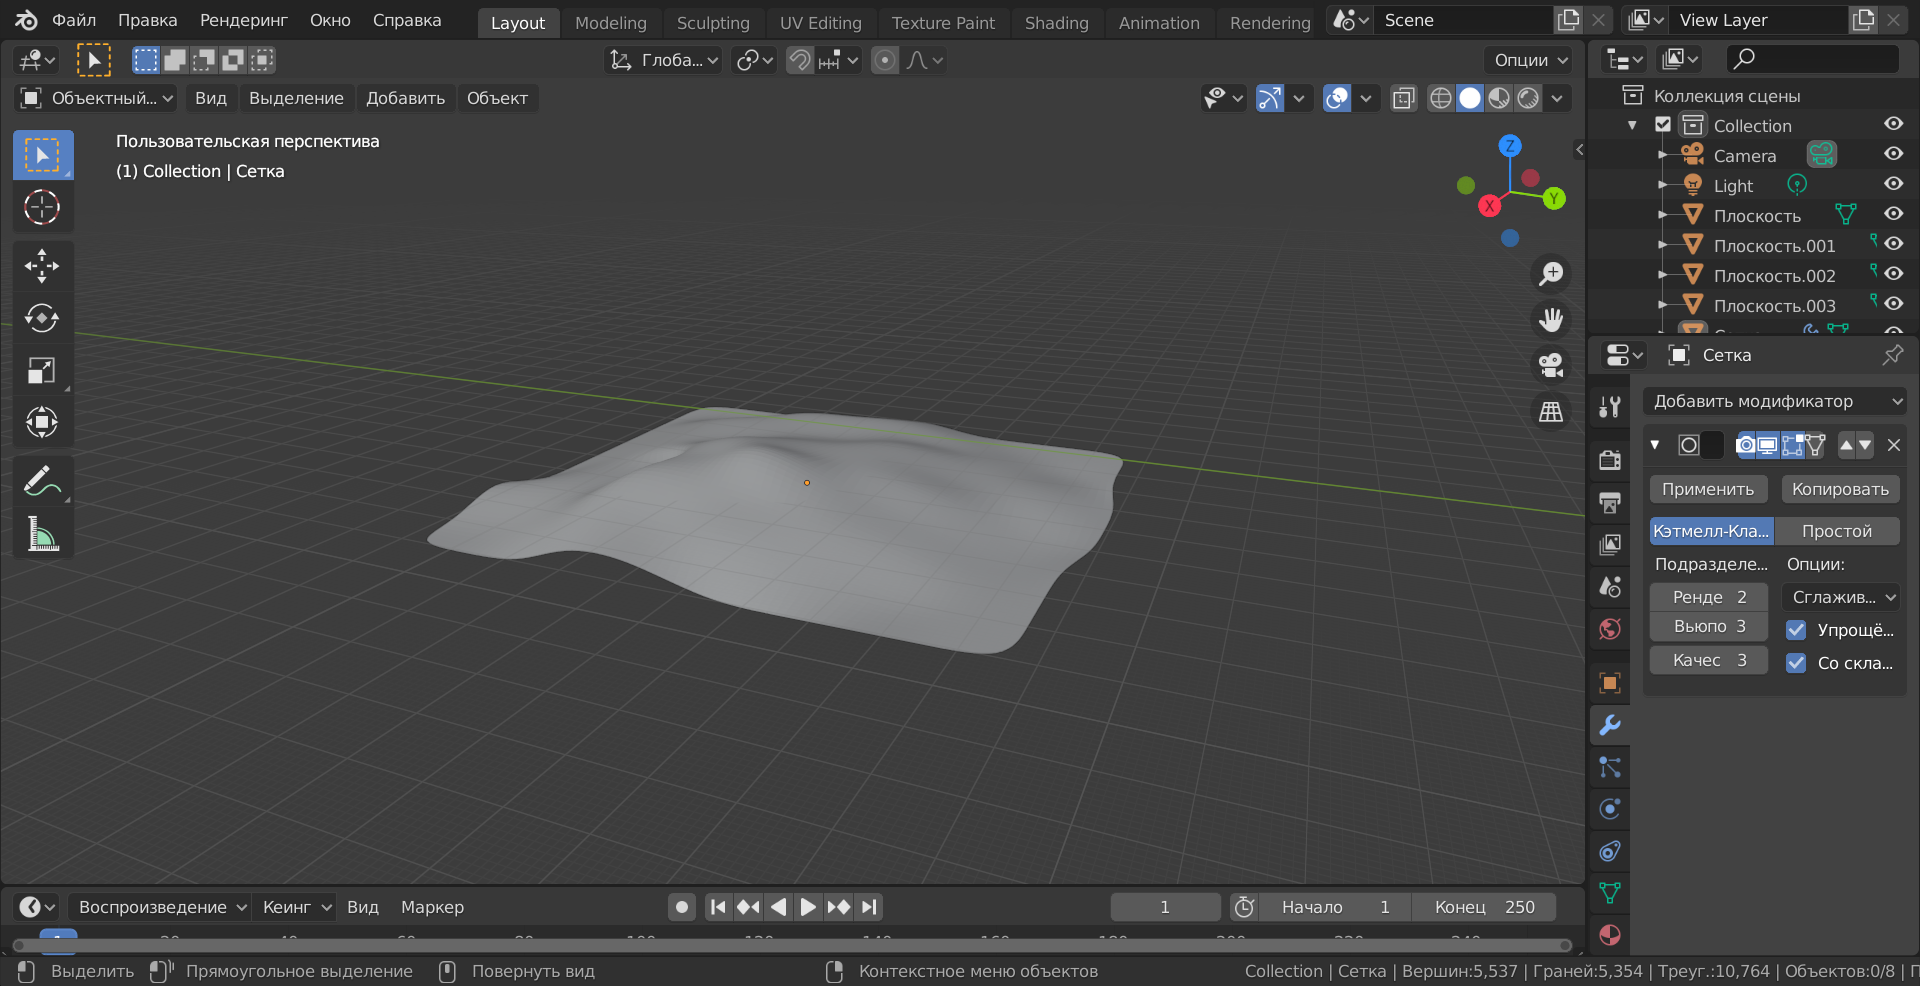 Файл Правка Рендеринг Окно Справка Layout Modeling Sculpting UV Editing Texture Paint Shading Animation Rendering Scene View Layer
Глоба... Опции
Объектный... Вид Выделение Добавить Объект
Пользовательская перспектива
(1) Collection | Сетка
Z
Y
X
Коллекция сцены
Collection
Camera
Light
Плоскость
Плоскость.001
Плоскость.002
Плоскость.003
Сетка
Добавить модификатор
Применить Копировать
Кэтмелл-Кла... Простой
Подразделе... Опции:
Ренде 2 Сглажив...
Вьюпо 3 Упрощё...
Качес 3 Со скла...
Воспроизведение Кеинг Вид Маркер 1 Начало 1 Конец 250
Выделить Прямоугольное выделение Повернуть вид Контекстное меню объектов Collection | Сетка | Вершин:5,537 | Граней:5,354 | Треуг.:10,764 | Объектов:0/8 |